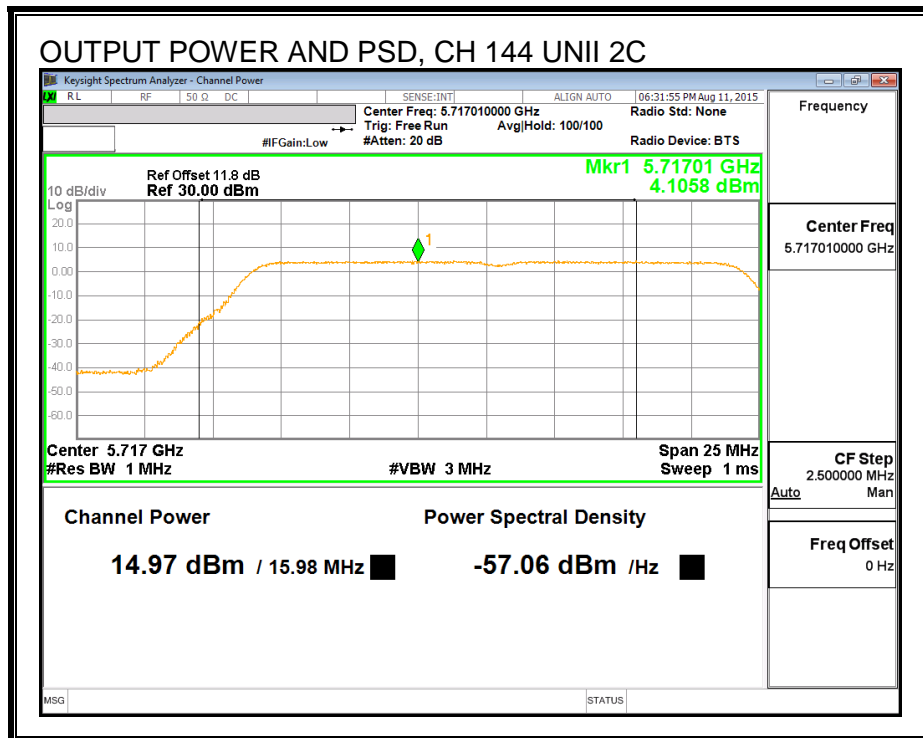 OUTPUT POWER AND PSD, CH 144 UNII 2C
Keysight Spectrum Analyzer - Channel Power
LXI RL RF 50 Ω DC SENSE:INT ALIGN AUTO 06:31:55 PM Aug 11, 2015
Center Freq: 5.717010000 GHz Radio Std: None
Trig: Free Run Avg|Hold: 100/100
#IFGain:Low #Atten: 20 dB Radio Device: BTS
Mkr1 5.71701 GHz
4.1058 dBm
Ref Offset 11.8 dB
10 dB/div Ref 30.00 dBm
Log
20.0
10.0
0.00
-10.0
-20.0
-30.0
-40.0
-50.0
-60.0
1
Center 5.717 GHz Span 25 MHz
#Res BW 1 MHz #VBW 3 MHz Sweep 1 ms
Channel Power Power Spectral Density
14.97 dBm / 15.98 MHz -57.06 dBm /Hz
MSG STATUS
Frequency
Center Freq
5.717010000 GHz
CF Step
2.500000 MHz
Auto Man
Freq Offset
0 Hz